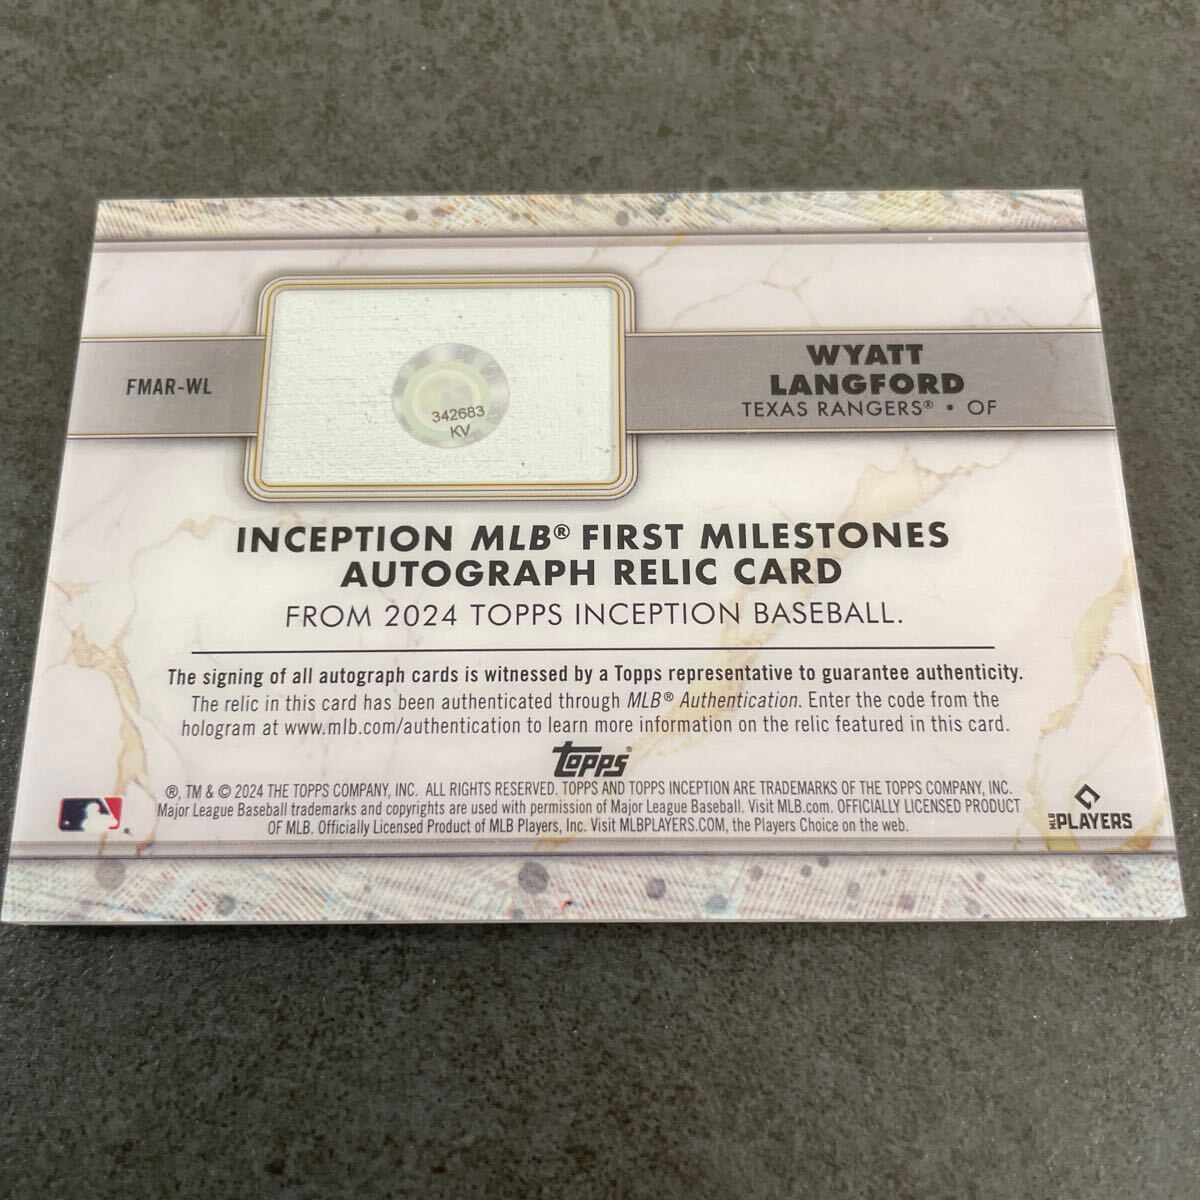 FMAR-WL
342683
KV
WYATT
LANGFORD
TEXAS RANGERS® • OF
INCEPTION MLB® FIRST MILESTONES
AUTOGRAPH RELIC CARD
FROM 2024 TOPPS INCEPTION BASEBALL.
The signing of all autograph cards is witnessed by a Topps representative to guarantee authenticity.
The relic in this card has been authenticated through MLB® Authentication. Enter the code from the
hologram at www.mlb.com/authentication to learn more information on the relic featured in this card.
Topps®
®, TM & © 2024 THE TOPPS COMPANY, INC. ALL RIGHTS RESERVED. TOPPS AND TOPPS INCEPTION ARE TRADEMARKS OF THE TOPPS COMPANY, INC.
Major League Baseball trademarks and copyrights are used with permission of Major League Baseball. Visit MLB.com. OFFICIALLY LICENSED PRODUCT
OF MLB. Officially Licensed Product of MLB Players, Inc. Visit MLBPLAYERS.COM, the Players Choice on the web.
MLB PLAYERS